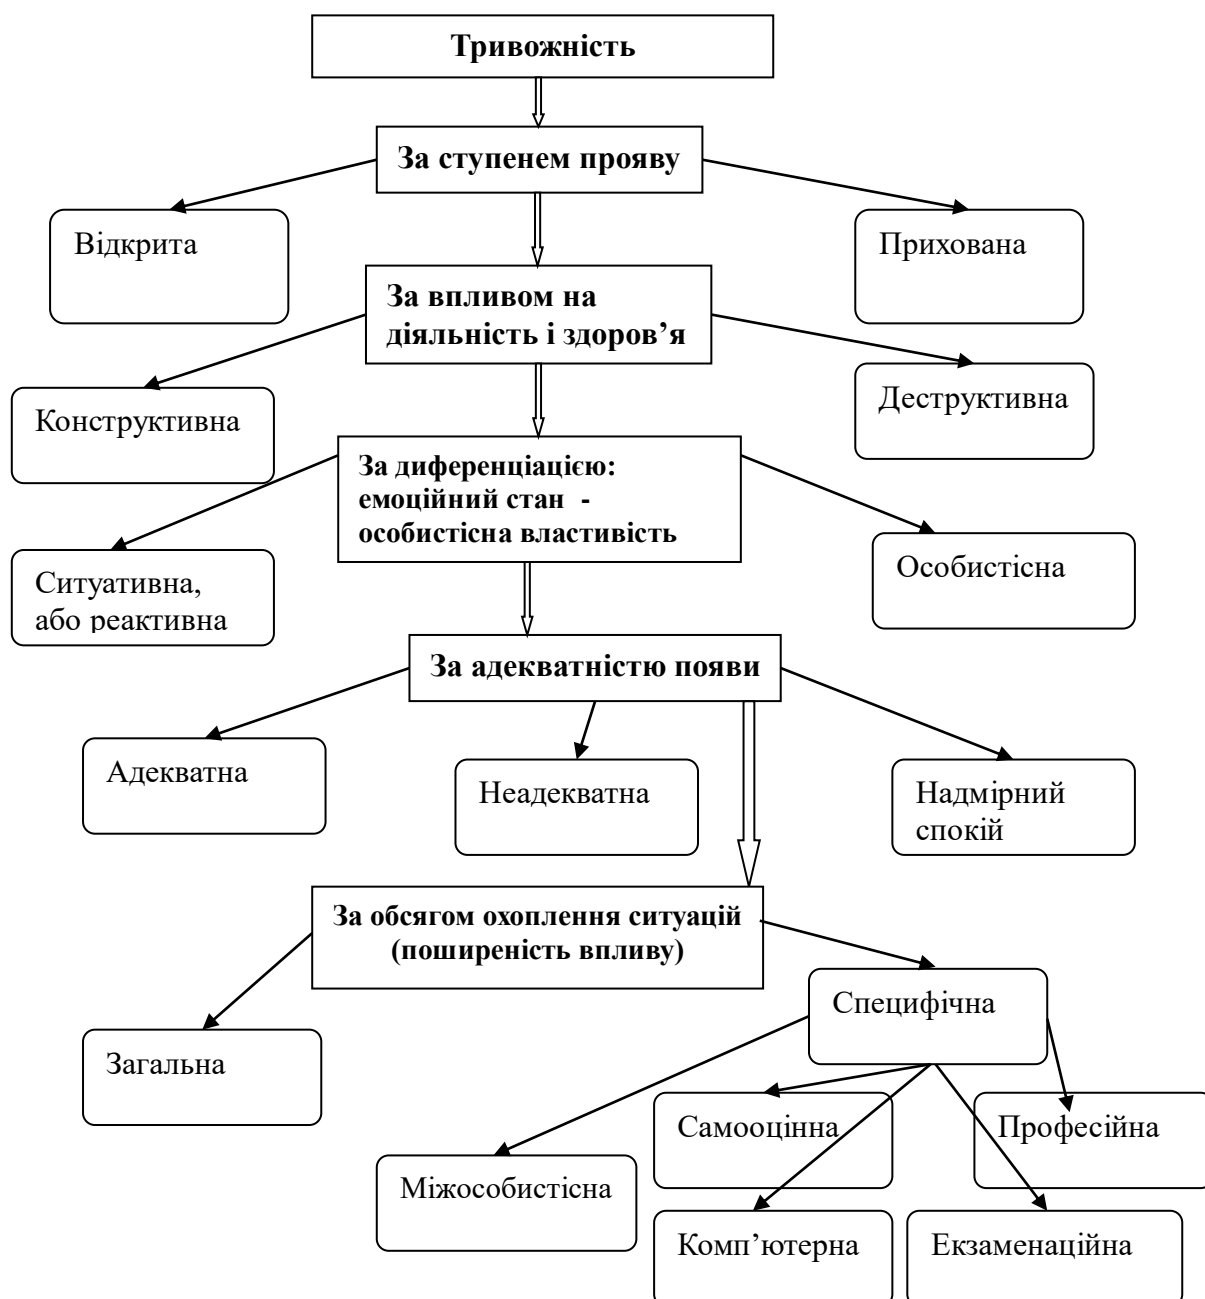 Тривожність
За ступенем прояву
Відкрита
Прихована
За впливом на
діяльність і здоров’я
Конструктивна
Деструктивна
За диференціацією:
емоційний стан -
особистісна властивість
Ситуативна,
або реактивна
Особистісна
За адекватністю появи
Адекватна
Неадекватна
Надмірний
спокій
За обсягом охоплення ситуацій
(поширеність впливу)
Загальна
Специфічна
Самооцінна
Професійна
Міжособистісна
Комп’ютерна
Екзаменаційна